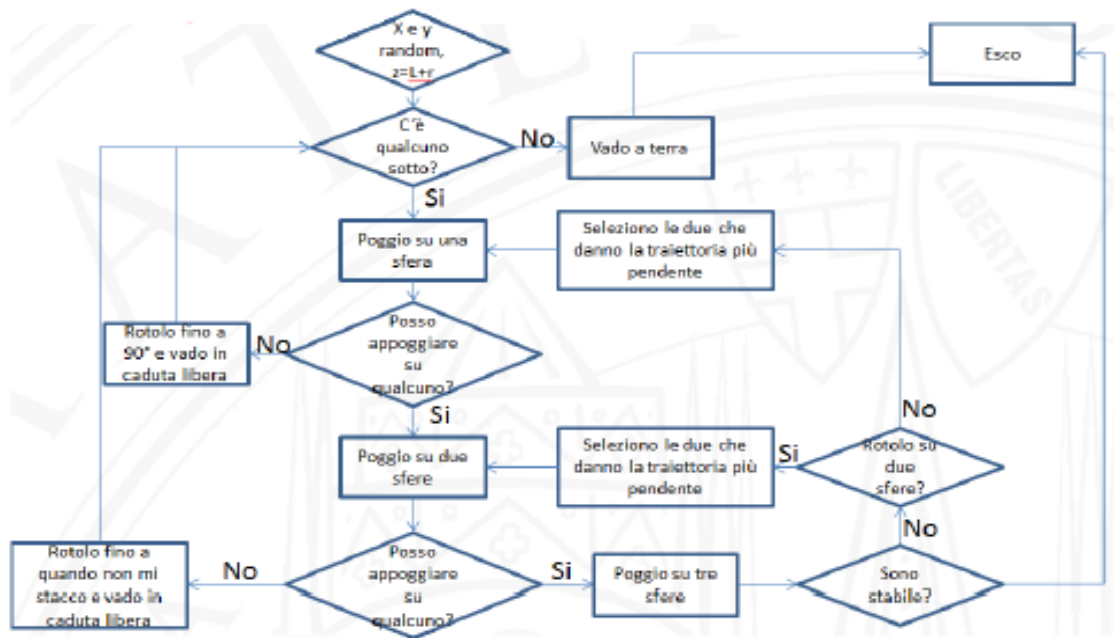 X e y
random,
z=L+r
C'è
qualcuno
sotto?
No
Vado a terra
Esco
Si
Poggio su una
sfera
Seleziono le due che
danno la traiettoria più
pendente
Posso
appoggiare
su
qualcuno?
No
Rotolo fino a
90° e vado in
caduta libera
Si
Poggio su due
sfere
Seleziono le due che
danno la traiettoria più
pendente
Si
Rotolo su
due
sfere?
No
Posso
appoggiare
su
qualcuno?
No
Rotolo fino a
quando non mi
stacco e vado in
caduta libera
Si
Poggio su tre
sfere
Sono
stabile?
No
LIBERTAS